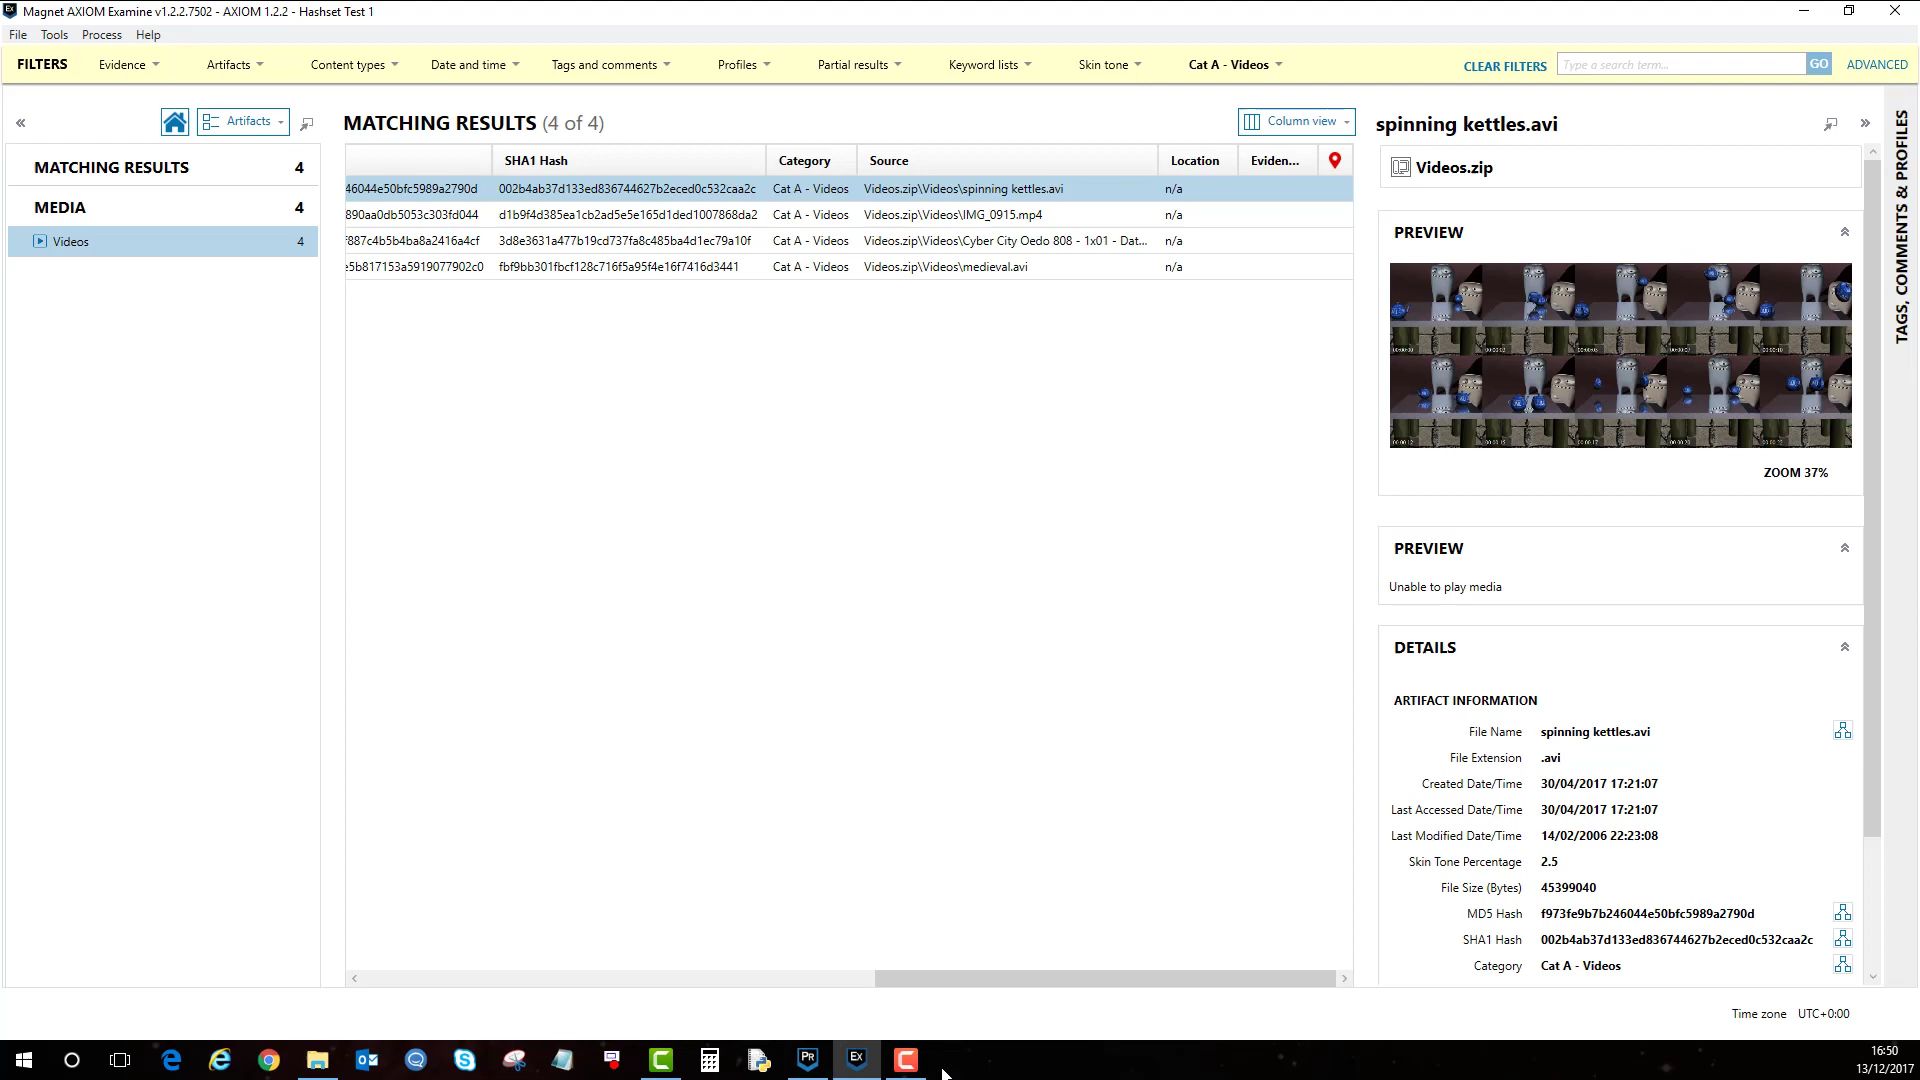 Magnet AXIOM Examine v1.2.2.7502 - AXIOM 1.2.2 - Hashset Test 1
File Tools Process Help
FILTERS Evidence Artifacts Content types Date and time Tags and comments Profiles Partial results Keyword lists Skin tone Cat A - Videos CLEAR FILTERS Type a search term... GO ADVANCED
Artifacts
MATCHING RESULTS 4
MEDIA 4
Videos 4
MATCHING RESULTS (4 of 4) Column view
SHA1 Hash Category Source Location Eviden...
46044e50bfc5989a2790d 002b4ab37d133ed836744627b2eced0c532caa2c Cat A - Videos Videos.zip\Videos\spinning kettles.avi n/a
890aa0db5053c303fd044 d1b9f4d385ea1cb2ad5e5e165d1ded1007868da2 Cat A - Videos Videos.zip\Videos\IMG_0915.mp4 n/a
f887c4b5b4ba8a2416a4cf 3d8e3631a477b19cd737fa8c485ba4d1ec79a10f Cat A - Videos Videos.zip\Videos\Cyber City Oedo 808 - 1x01 - Dat... n/a
e5b817153a5919077902c0 fbf9bb301fbcf128c716f5a95f4e16f7416d3441 Cat A - Videos Videos.zip\Videos\medieval.avi n/a
spinning kettles.avi
Videos.zip
PREVIEW
ZOOM 37%
PREVIEW
Unable to play media
DETAILS
ARTIFACT INFORMATION
File Name spinning kettles.avi
File Extension .avi
Created Date/Time 30/04/2017 17:21:07
Last Accessed Date/Time 30/04/2017 17:21:07
Last Modified Date/Time 14/02/2006 22:23:08
Skin Tone Percentage 2.5
File Size (Bytes) 45399040
MD5 Hash f973fe9b7b246044e50bfc5989a2790d
SHA1 Hash 002b4ab37d133ed836744627b2eced0c532caa2c
Category Cat A - Videos
TAGS, COMMENTS & PROFILES
Time zone UTC+0:00
16:50
13/12/2017